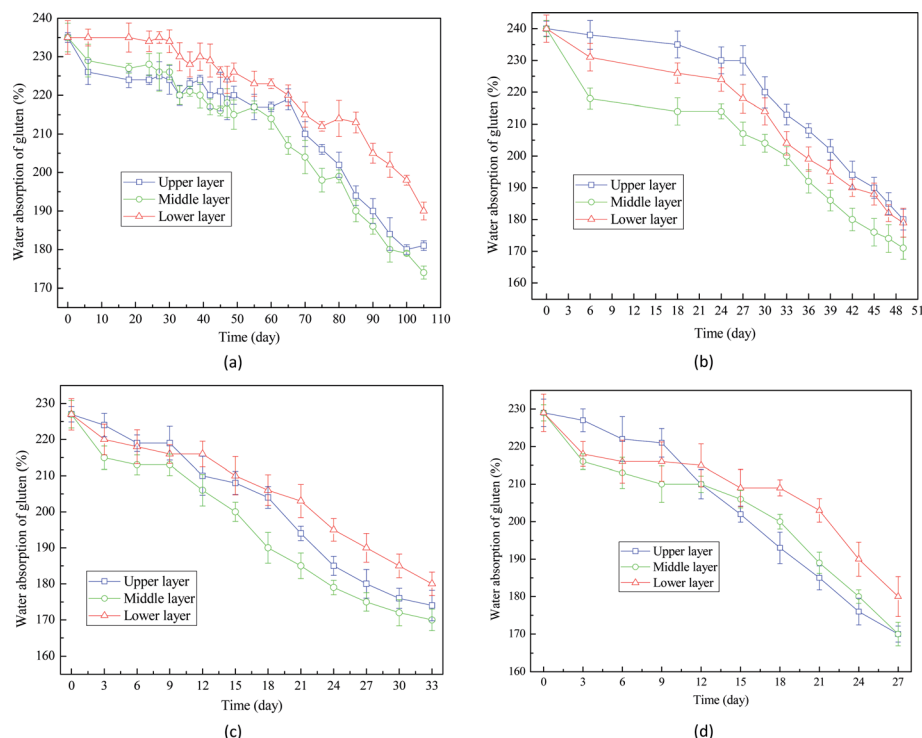 240
230
220
210
200
190
180
170
Water absorption of gluten (%)
Upper layer
Middle layer
Lower layer
0 10 20 30 40 50 60 70 80 90 100 110
Time (day)
(a)
240
230
220
210
200
190
180
170
160
Water absorption of gluten (%)
Upper layer
Middle layer
Lower layer
0 3 6 9 12 15 18 21 24 27 30 33 36 39 42 45 48 51
Time (day)
(b)
230
220
210
200
190
180
170
160
Water absorption of gluten (%)
Upper layer
Middle layer
Lower layer
0 3 6 9 12 15 18 21 24 27 30 33
Time (day)
(c)
230
220
210
200
190
180
170
160
Water absorption of gluten (%)
Upper layer
Middle layer
Lower layer
0 3 6 9 12 15 18 21 24 27
Time (day)
(d)